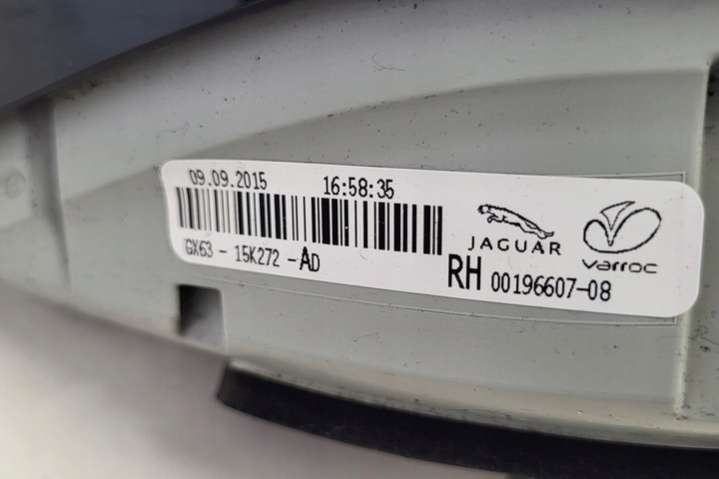 09.09.2015 16:58:35
GX63 - 15K272 - AD
JAGUAR varroc
RH 00196607-08